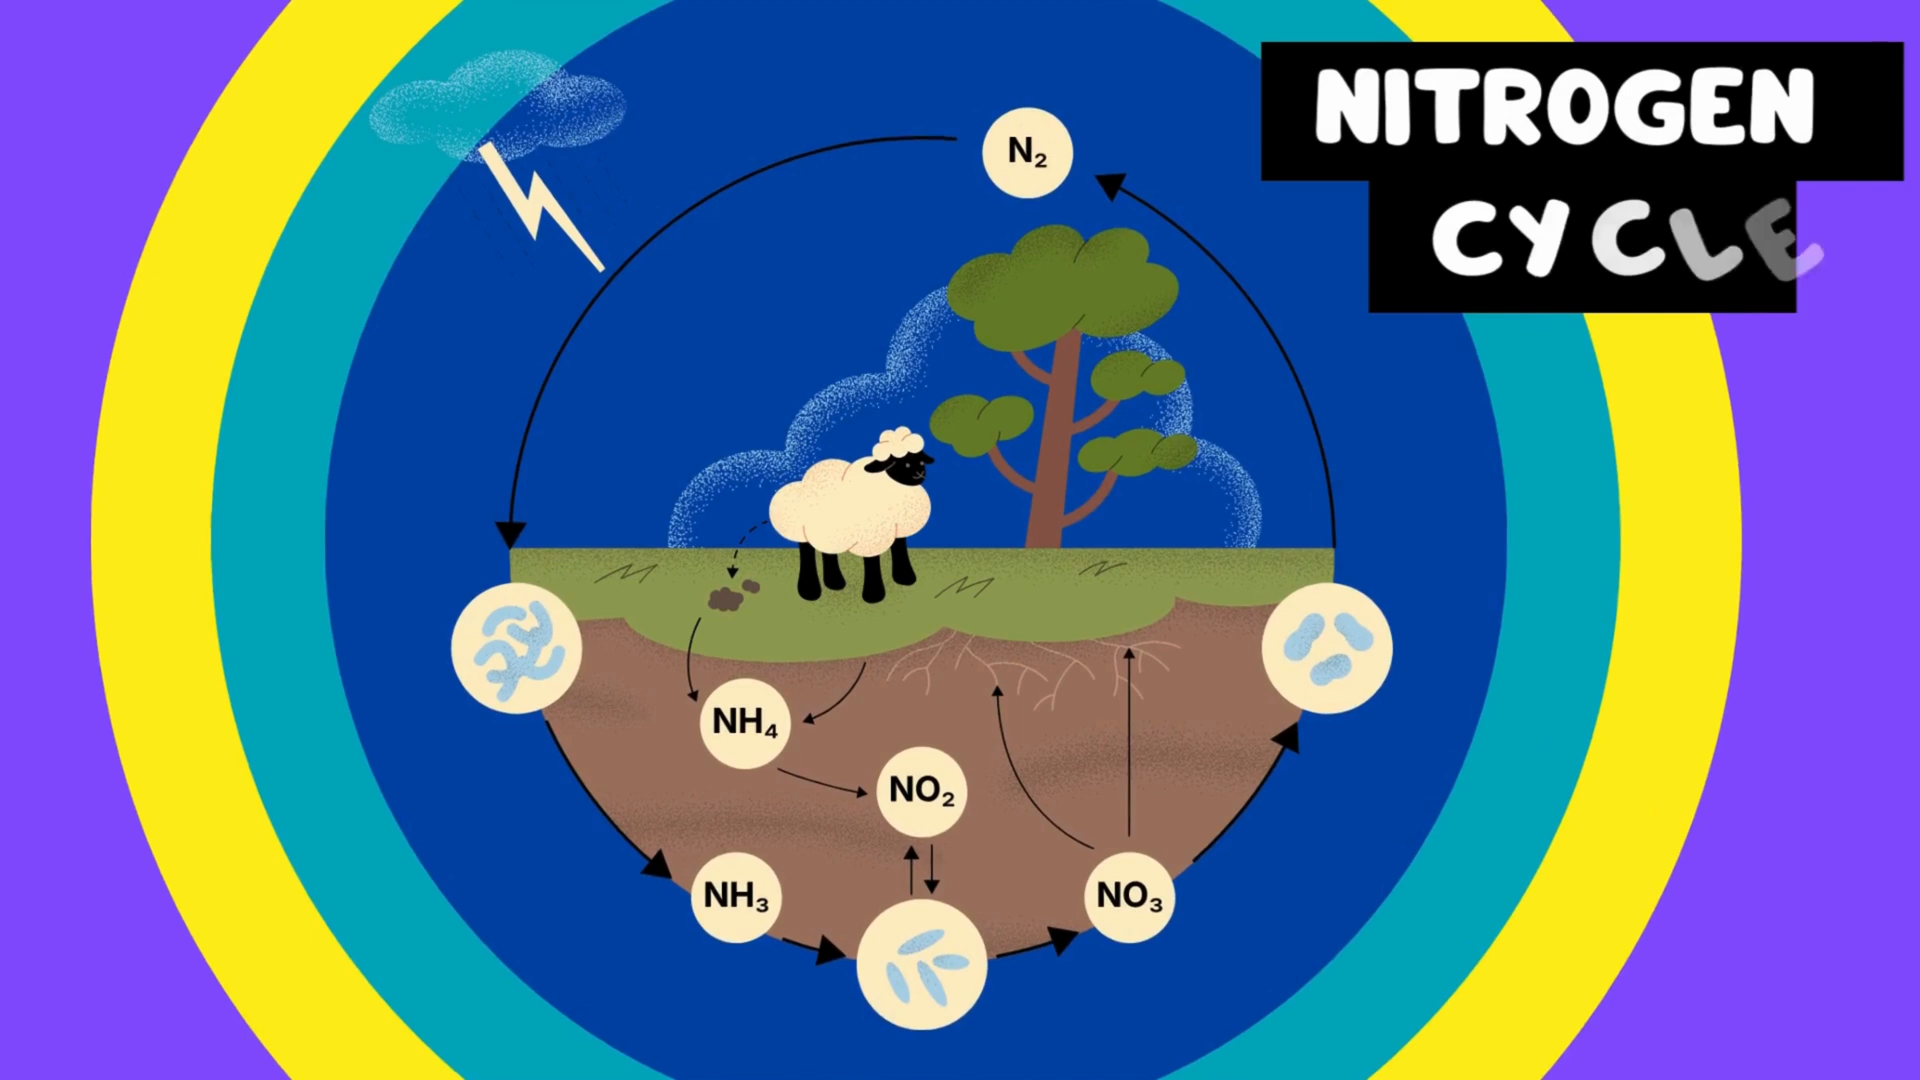 NITROGEN
CYCLE
N₂
NH₄
NO₂
NH₃
NO₃